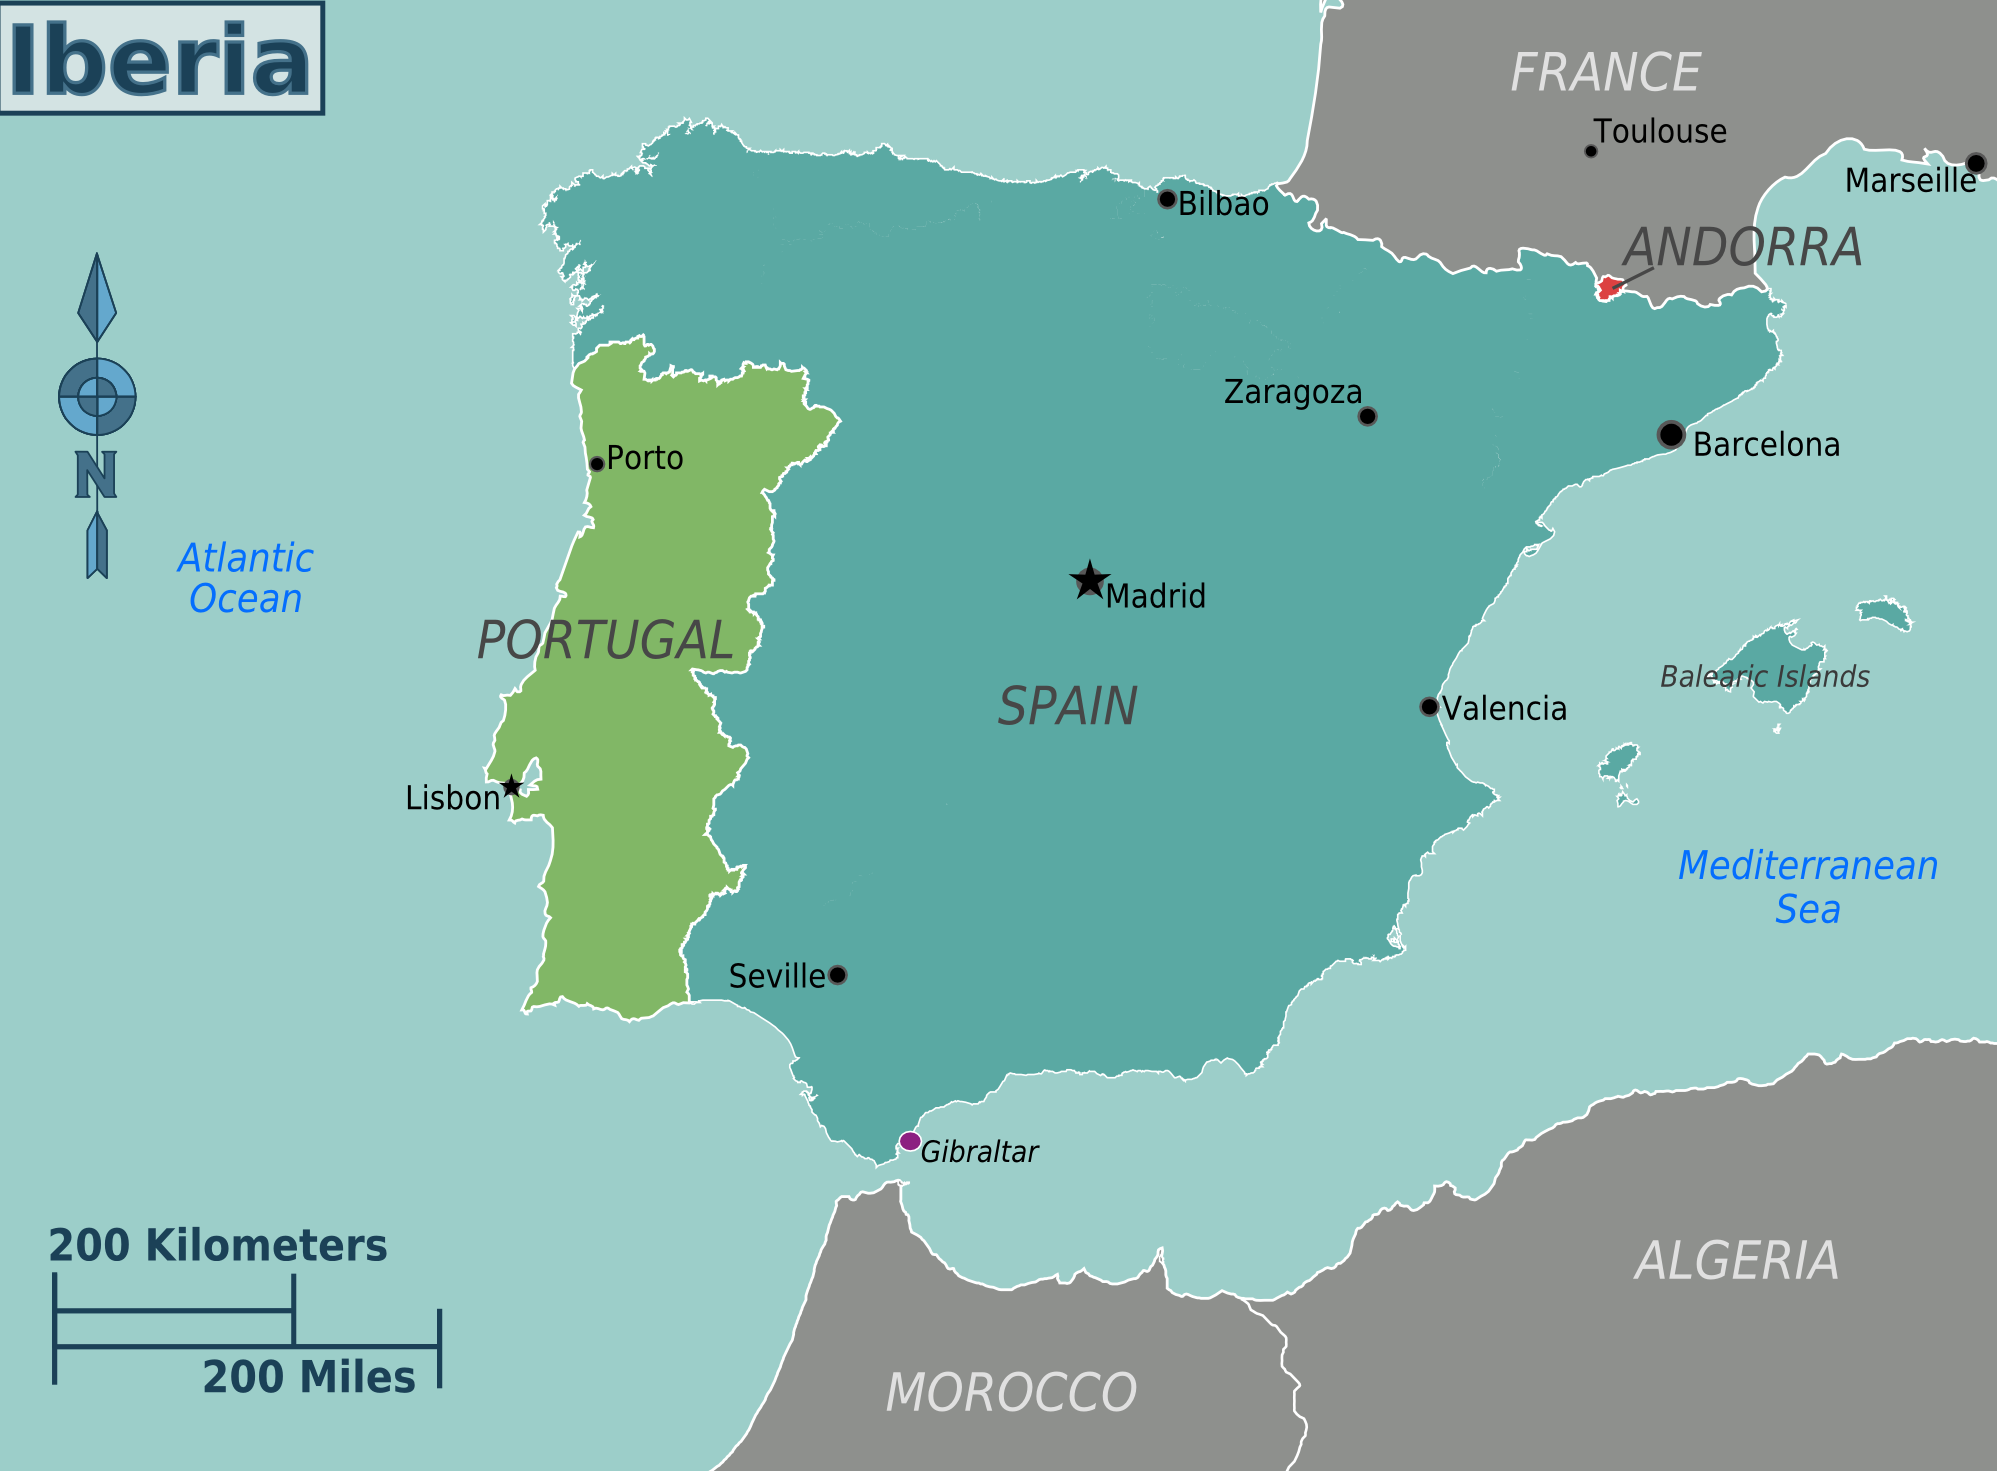 Iberia
FRANCE
Toulouse
Marseille
Bilbao
ANDORRA
Zaragoza
Barcelona
Porto
N
Atlantic
Ocean
Madrid
PORTUGAL
Balearic Islands
SPAIN
Valencia
Lisbon
Mediterranean
Sea
Seville
Gibraltar
200 Kilometers
ALGERIA
200 Miles
MOROCCO